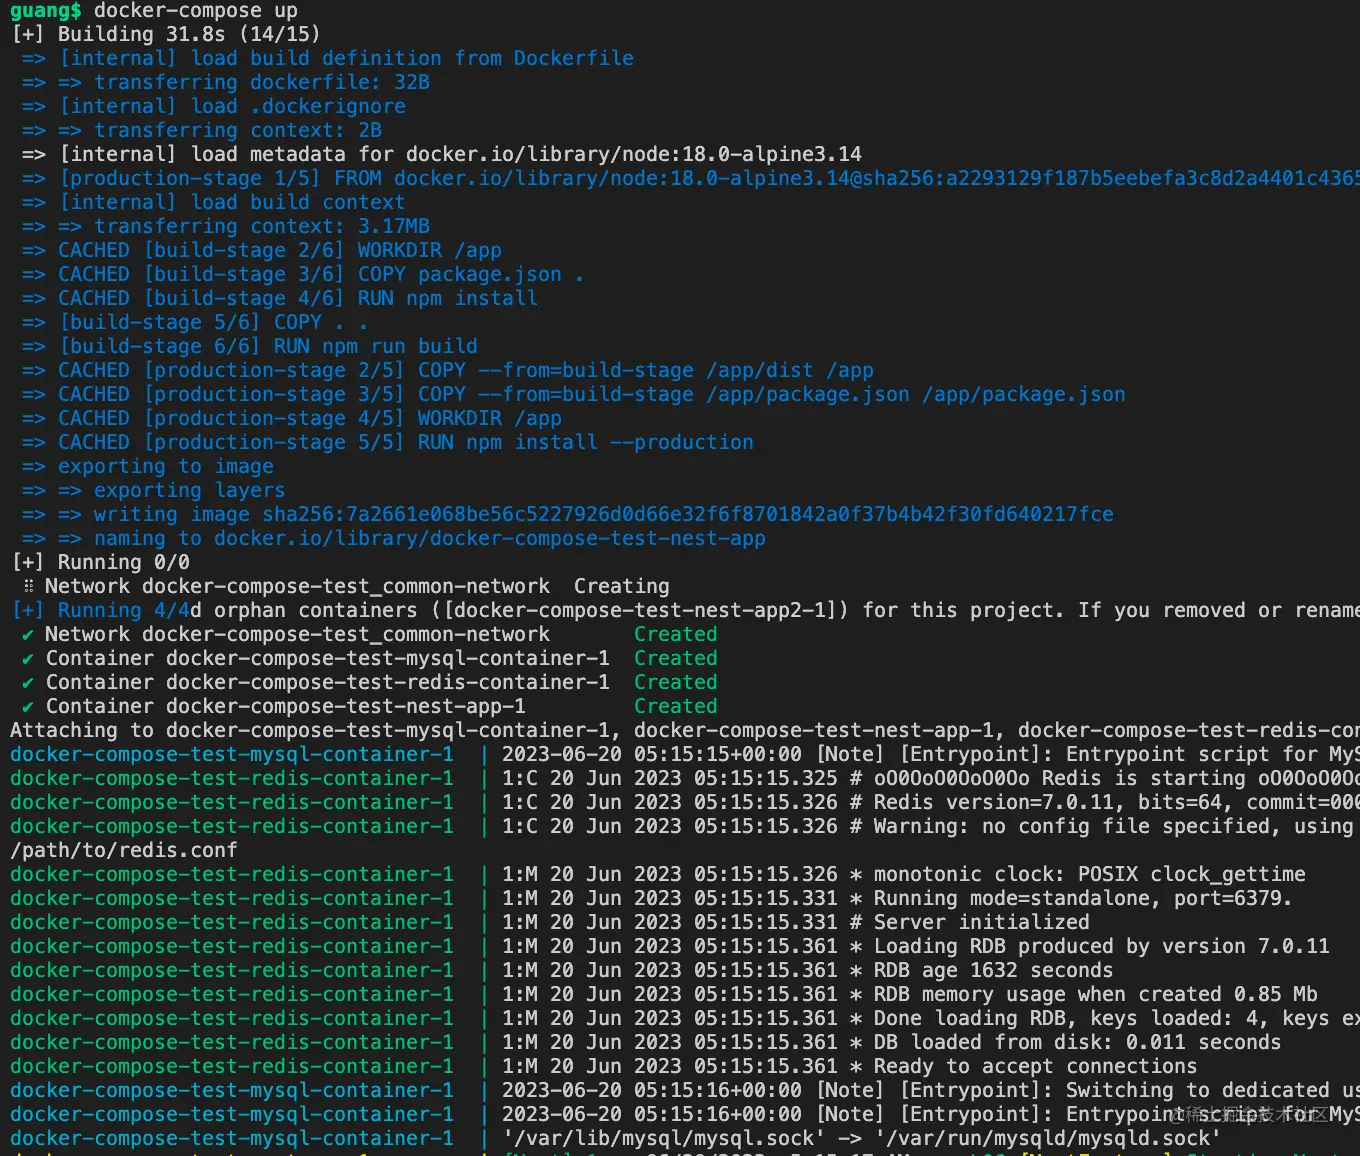 guang$ docker-compose up
[+] Building 31.8s (14/15)
=> [internal] load build definition from Dockerfile
=> => transferring dockerfile: 32B
=> [internal] load .dockerignore
=> => transferring context: 2B
=> [internal] load metadata for docker.io/library/node:18.0-alpine3.14
=> [production-stage 1/5] FROM docker.io/library/node:18.0-alpine3.14@sha256:a2293129f187b5eebefa3c8d2a4401c4365
=> [internal] load build context
=> => transferring context: 3.17MB
=> CACHED [build-stage 2/6] WORKDIR /app
=> CACHED [build-stage 3/6] COPY package.json .
=> CACHED [build-stage 4/6] RUN npm install
=> [build-stage 5/6] COPY . .
=> [build-stage 6/6] RUN npm run build
=> CACHED [production-stage 2/5] COPY --from=build-stage /app/dist /app
=> CACHED [production-stage 3/5] COPY --from=build-stage /app/package.json /app/package.json
=> CACHED [production-stage 4/5] WORKDIR /app
=> CACHED [production-stage 5/5] RUN npm install --production
=> exporting to image
=> => exporting layers
=> => writing image sha256:7a2661e068be56c5227926d0d66e32f6f8701842a0f37b4b42f30fd640217fce
=> => naming to docker.io/library/docker-compose-test-nest-app
[+] Running 0/0
⠿ Network docker-compose-test_common-network  Creating
[+] Running 4/4d orphan containers ([docker-compose-test-nest-app2-1]) for this project. If you removed or rename
✔ Network docker-compose-test_common-network       Created
✔ Container docker-compose-test-mysql-container-1  Created
✔ Container docker-compose-test-redis-container-1  Created
✔ Container docker-compose-test-nest-app-1         Created
Attaching to docker-compose-test-mysql-container-1, docker-compose-test-nest-app-1, docker-compose-test-redis-con
docker-compose-test-mysql-container-1  | 2023-06-20 05:15:15+00:00 [Note] [Entrypoint]: Entrypoint script for MyS
docker-compose-test-redis-container-1  | 1:C 20 Jun 2023 05:15:15.325 # oO0OoO0OoO0Oo Redis is starting oO0OoO0Oo
docker-compose-test-redis-container-1  | 1:C 20 Jun 2023 05:15:15.326 # Redis version=7.0.11, bits=64, commit=000
docker-compose-test-redis-container-1  | 1:C 20 Jun 2023 05:15:15.326 # Warning: no config file specified, using
/path/to/redis.conf
docker-compose-test-redis-container-1  | 1:M 20 Jun 2023 05:15:15.326 * monotonic clock: POSIX clock_gettime
docker-compose-test-redis-container-1  | 1:M 20 Jun 2023 05:15:15.331 * Running mode=standalone, port=6379.
docker-compose-test-redis-container-1  | 1:M 20 Jun 2023 05:15:15.331 # Server initialized
docker-compose-test-redis-container-1  | 1:M 20 Jun 2023 05:15:15.361 * Loading RDB produced by version 7.0.11
docker-compose-test-redis-container-1  | 1:M 20 Jun 2023 05:15:15.361 * RDB age 1632 seconds
docker-compose-test-redis-container-1  | 1:M 20 Jun 2023 05:15:15.361 * RDB memory usage when created 0.85 Mb
docker-compose-test-redis-container-1  | 1:M 20 Jun 2023 05:15:15.361 * Done loading RDB, keys loaded: 4, keys ex
docker-compose-test-redis-container-1  | 1:M 20 Jun 2023 05:15:15.361 * DB loaded from disk: 0.011 seconds
docker-compose-test-redis-container-1  | 1:M 20 Jun 2023 05:15:15.361 * Ready to accept connections
docker-compose-test-mysql-container-1  | 2023-06-20 05:15:16+00:00 [Note] [Entrypoint]: Switching to dedicated us
docker-compose-test-mysql-container-1  | 2023-06-20 05:15:16+00:00 [Note] [Entrypoint]: Entrypoint script for MyS
@稀土掘金技术社区
docker-compose-test-mysql-container-1  | '/var/lib/mysql/mysql.sock' -> '/var/run/mysqld/mysqld.sock'